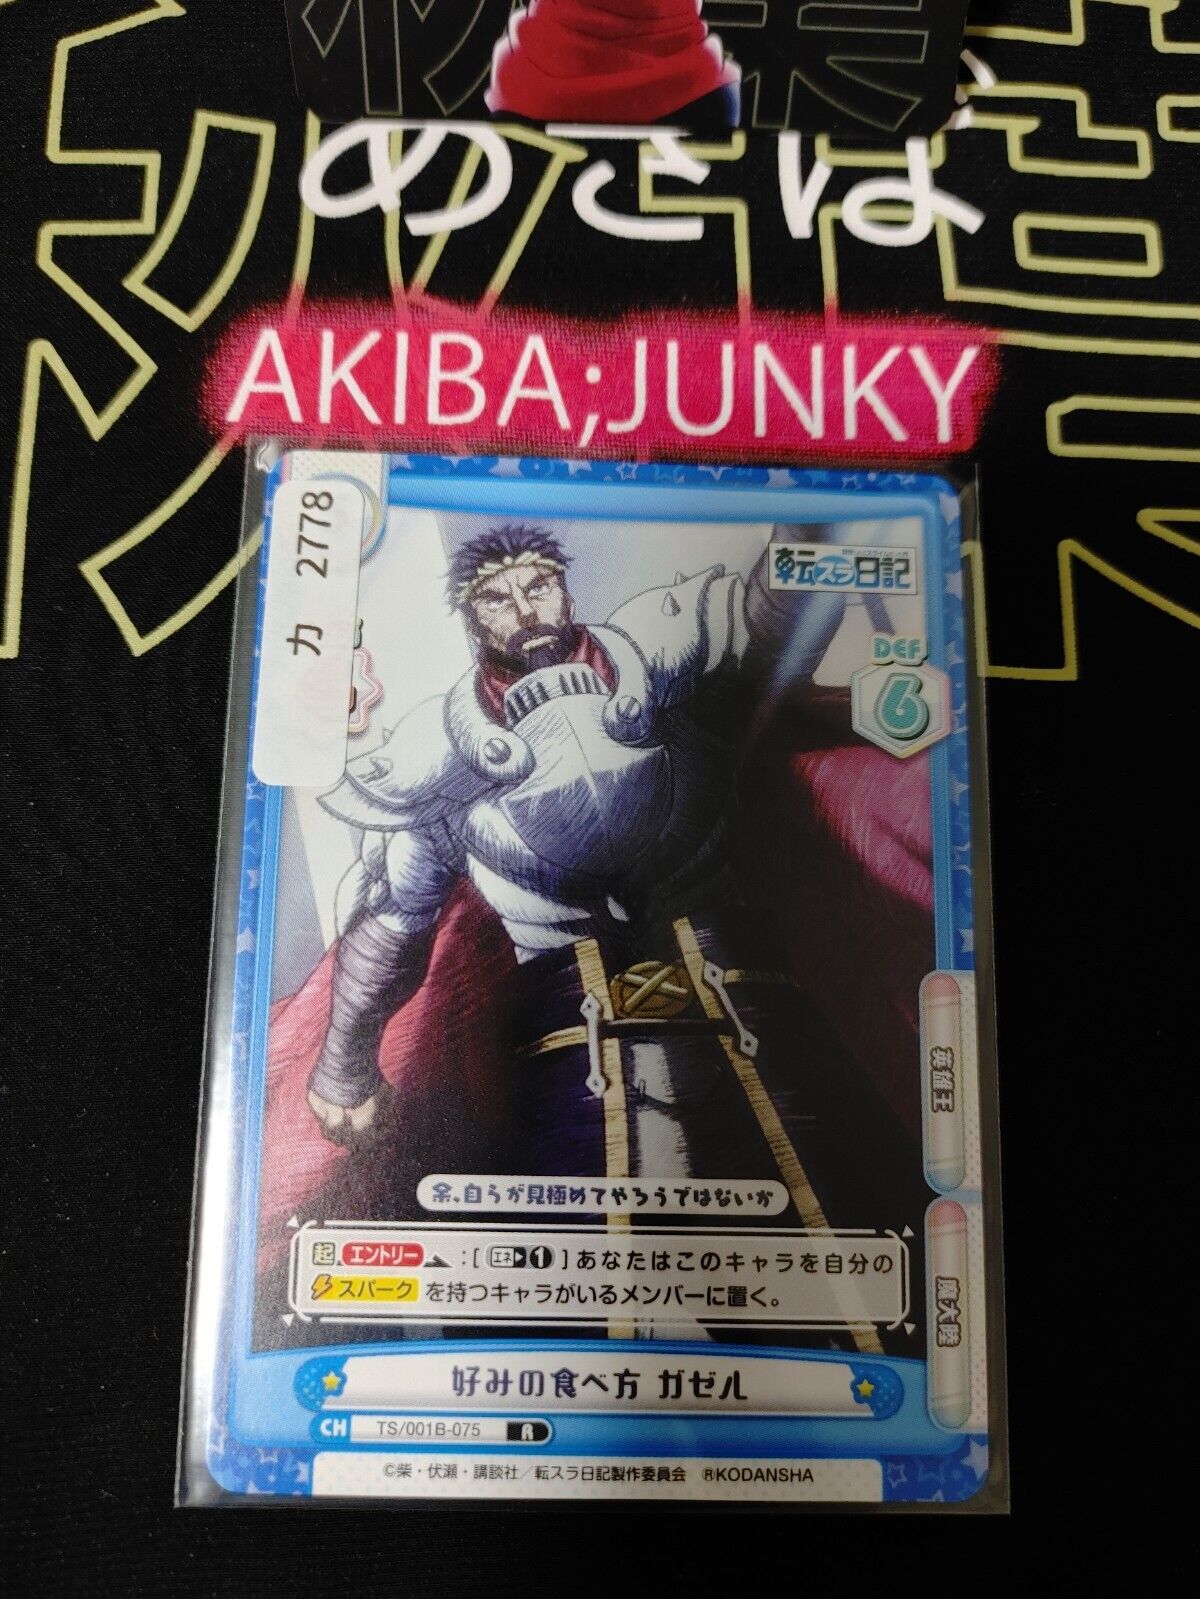 秋葉
めざせ
AKIBA;JUNKY
カ 2778
転スラ日記
DEF
6
英雄王
魔大陸
余、自らが見極めてやろうではないか
起 エントリー :[ エネ▶1 ]あなたはこのキャラを自分の
スパーク を持つキャラがいるメンバーに置く。
好みの食べ方 ガゼル
CH TS/001B-075 R
©柴・伏瀬・講談社／転スラ日記製作委員会 ®KODANSHA